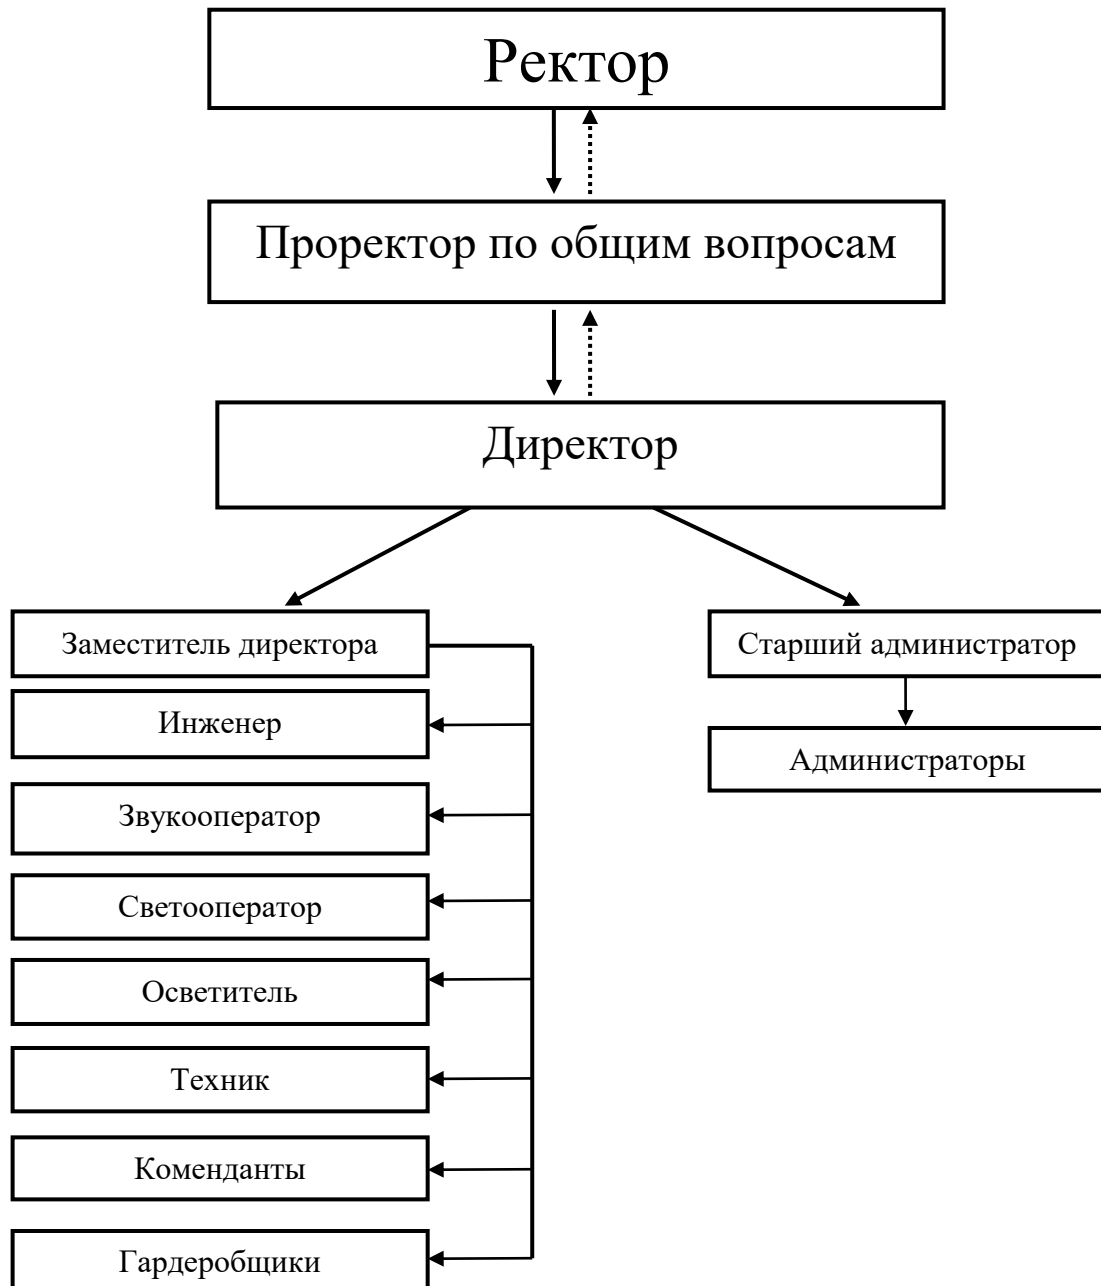 Ректор
Проректор по общим вопросам
Директор
Заместитель директора
Старший администратор
Инженер
Администраторы
Звукооператор
Светооператор
Осветитель
Техник
Коменданты
Гардеробщики